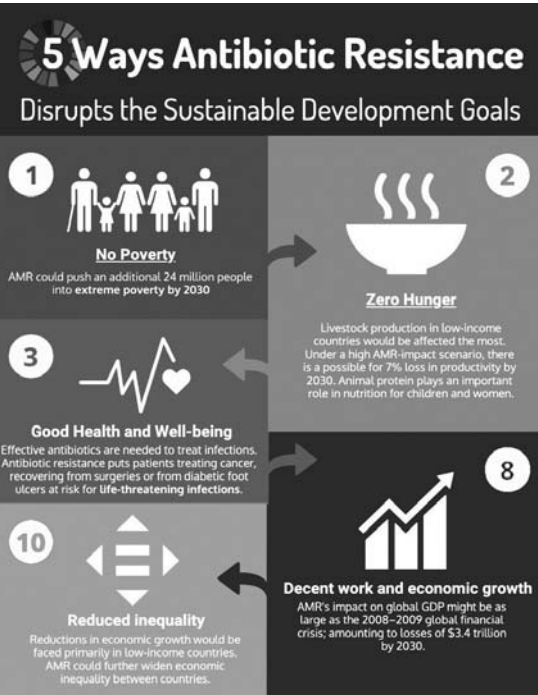 5 Ways Antibiotic Resistance
Disrupts the Sustainable Development Goals
1
No Poverty
AMR could push an additional 24 million people
into extreme poverty by 2030
2
Zero Hunger
Livestock production in low-income
countries would be affected the most.
Under a high AMR-impact scenario, there
is a possible for 7% loss in productivity by
2030. Animal protein plays an important
role in nutrition for children and women.
3
Good Health and Well-being
Effective antibiotics are needed to treat infections.
Antibiotic resistance puts patients treating cancer,
recovering from surgeries or from diabetic foot
ulcers at risk for life-threatening infections.
8
Decent work and economic growth
AMR's impact on global GDP might be as
large as the 2008-2009 global financial
crisis; amounting to losses of $3.4 trillion
by 2030.
10
Reduced inequality
Reductions in economic growth would be
faced primarily in low-income countries.
AMR could further widen economic
inequality between countries.